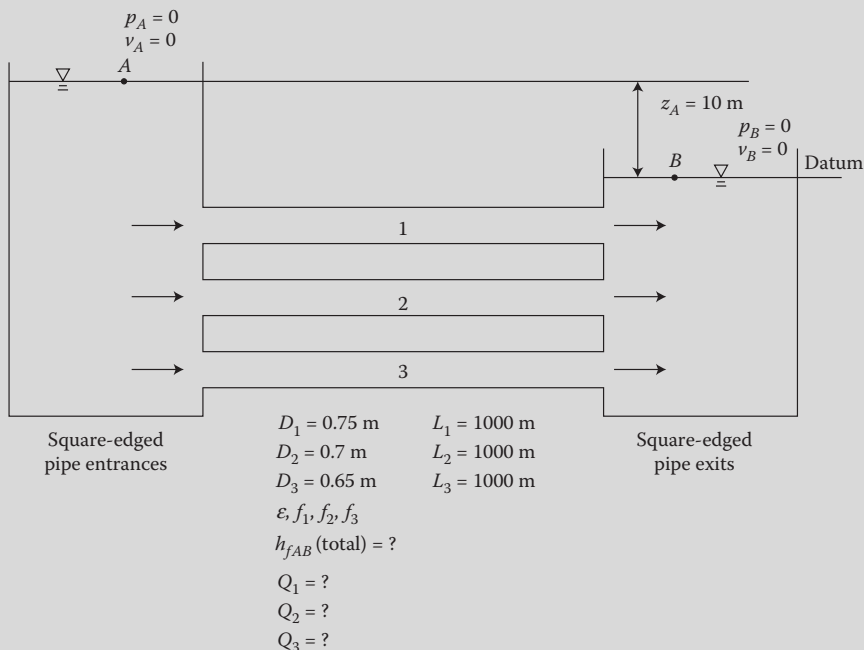 p_A = 0
v_A = 0
A
z_A = 10 m
p_B = 0
v_B = 0
B
Datum
1
2
3
Square-edged
pipe entrances
D_1 = 0.75 m L_1 = 1000 m
D_2 = 0.7 m L_2 = 1000 m
D_3 = 0.65 m L_3 = 1000 m
ε, f_1, f_2, f_3
h_{fAB} (total) = ?
Q_1 = ?
Q_2 = ?
Q_3 = ?
Square-edged
pipe exits